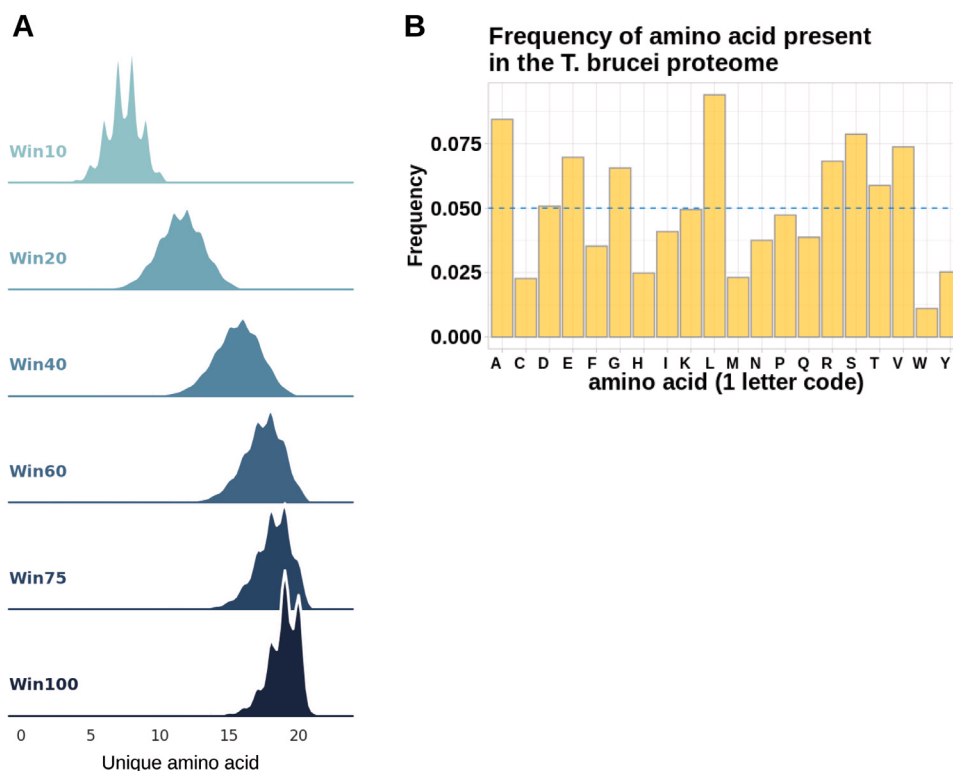 A
Win10
Win20
Win40
Win60
Win75
Win100
0 5 10 15 20
Unique amino acid
B
Frequency of amino acid present
in the T. brucei proteome
Frequency
0.075
0.050
0.025
0.000
A C D E F G H I K L M N P Q R S T V W Y
amino acid (1 letter code)